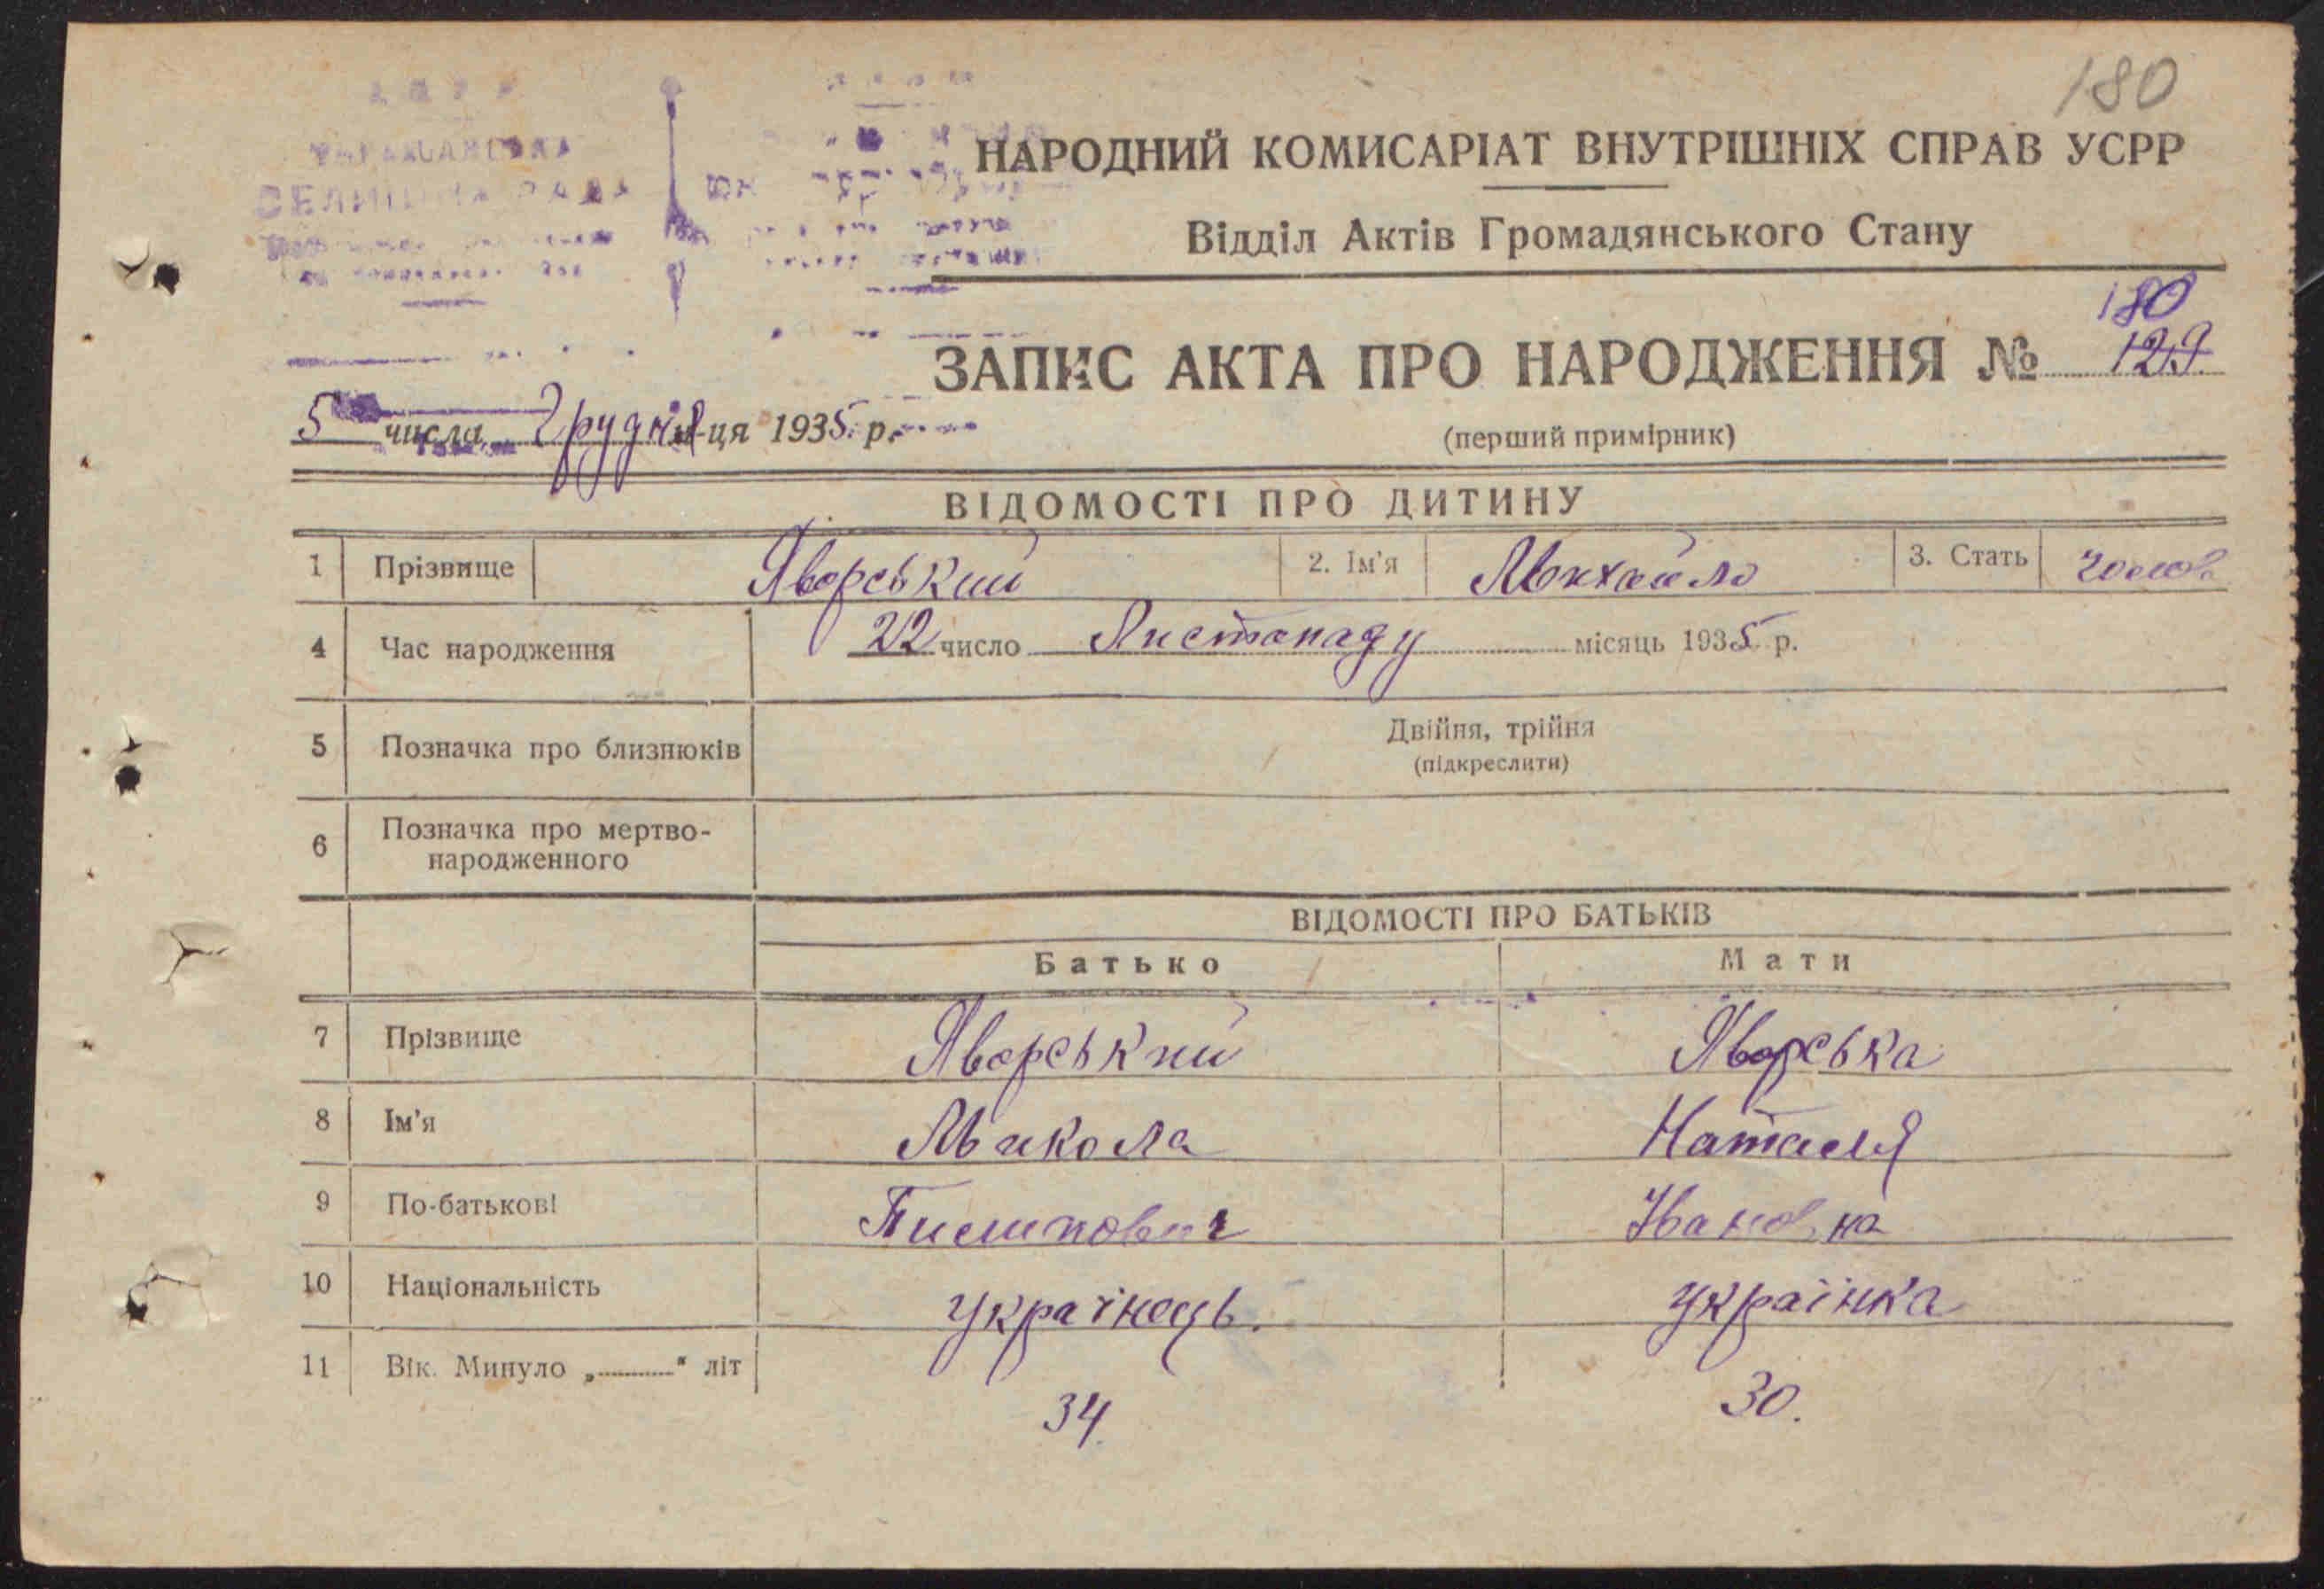 180
НАРОДНИЙ КОМИСАРІАТ ВНУТРІШНІХ СПРАВ УСРР
Відділ Актів Громадянського Стану
180
ЗАПИС АКТА ПРО НАРОДЖЕННЯ № 129
5 числа Грудня м-ця 1935 р.
(перший примірник)
ВІДОМОСТІ ПРО ДИТИНУ
1 Прізвище Яворський 2. Ім'я Михайло 3. Стать чолов
4 Час народження 22 число Листопаду місяць 1935 р.
5 Позначка про близнюків Двійня, трійня
(підкреслити)
6 Позначка про мертво-
народженного
ВІДОМОСТІ ПРО БАТЬКІВ
Батько Мати
7 Прізвище Яворський Яворська
8 Ім'я Микола Наталя
9 По-батькові Пилипович Івановна
10 Національність Українець. Українка
11 Вік. Минуло „...........“ літ
34. 30.